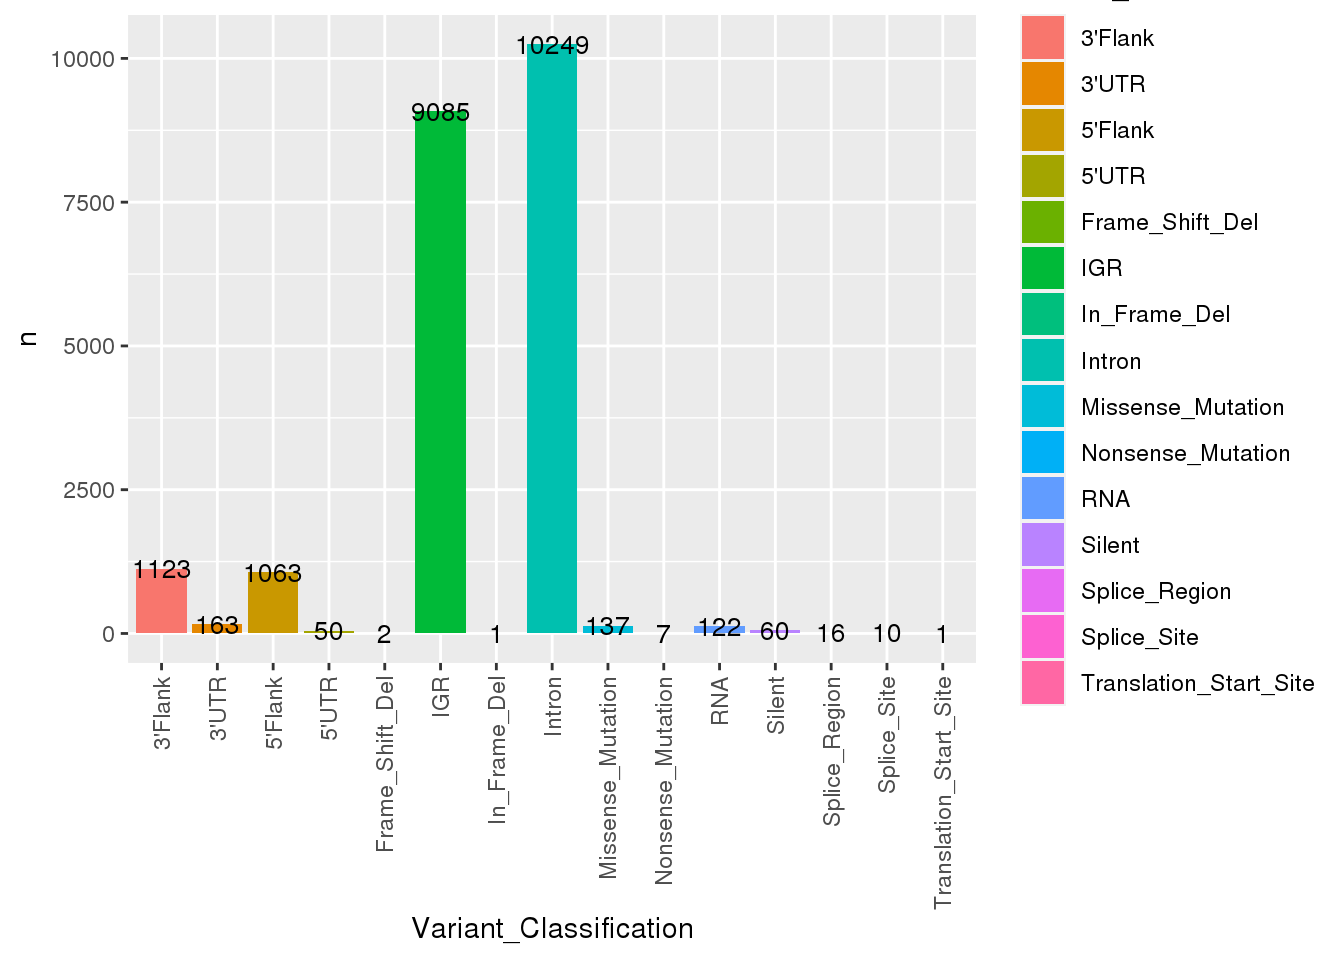 3'Flank
3'UTR
5'Flank
5'UTR
Frame_Shift_Del
IGR
In_Frame_Del
Intron
Missense_Mutation
Nonsense_Mutation
RNA
Silent
Splice_Region
Splice_Site
Translation_Start_Site
n
10000
7500
5000
2500
0
1123
163
1063
50
2
9085
1
10249
137
7
122
60
16
10
1
3'Flank
3'UTR
5'Flank
5'UTR
Frame_Shift_Del
IGR
In_Frame_Del
Intron
Missense_Mutation
Nonsense_Mutation
RNA
Silent
Splice_Region
Splice_Site
Translation_Start_Site
Variant_Classification